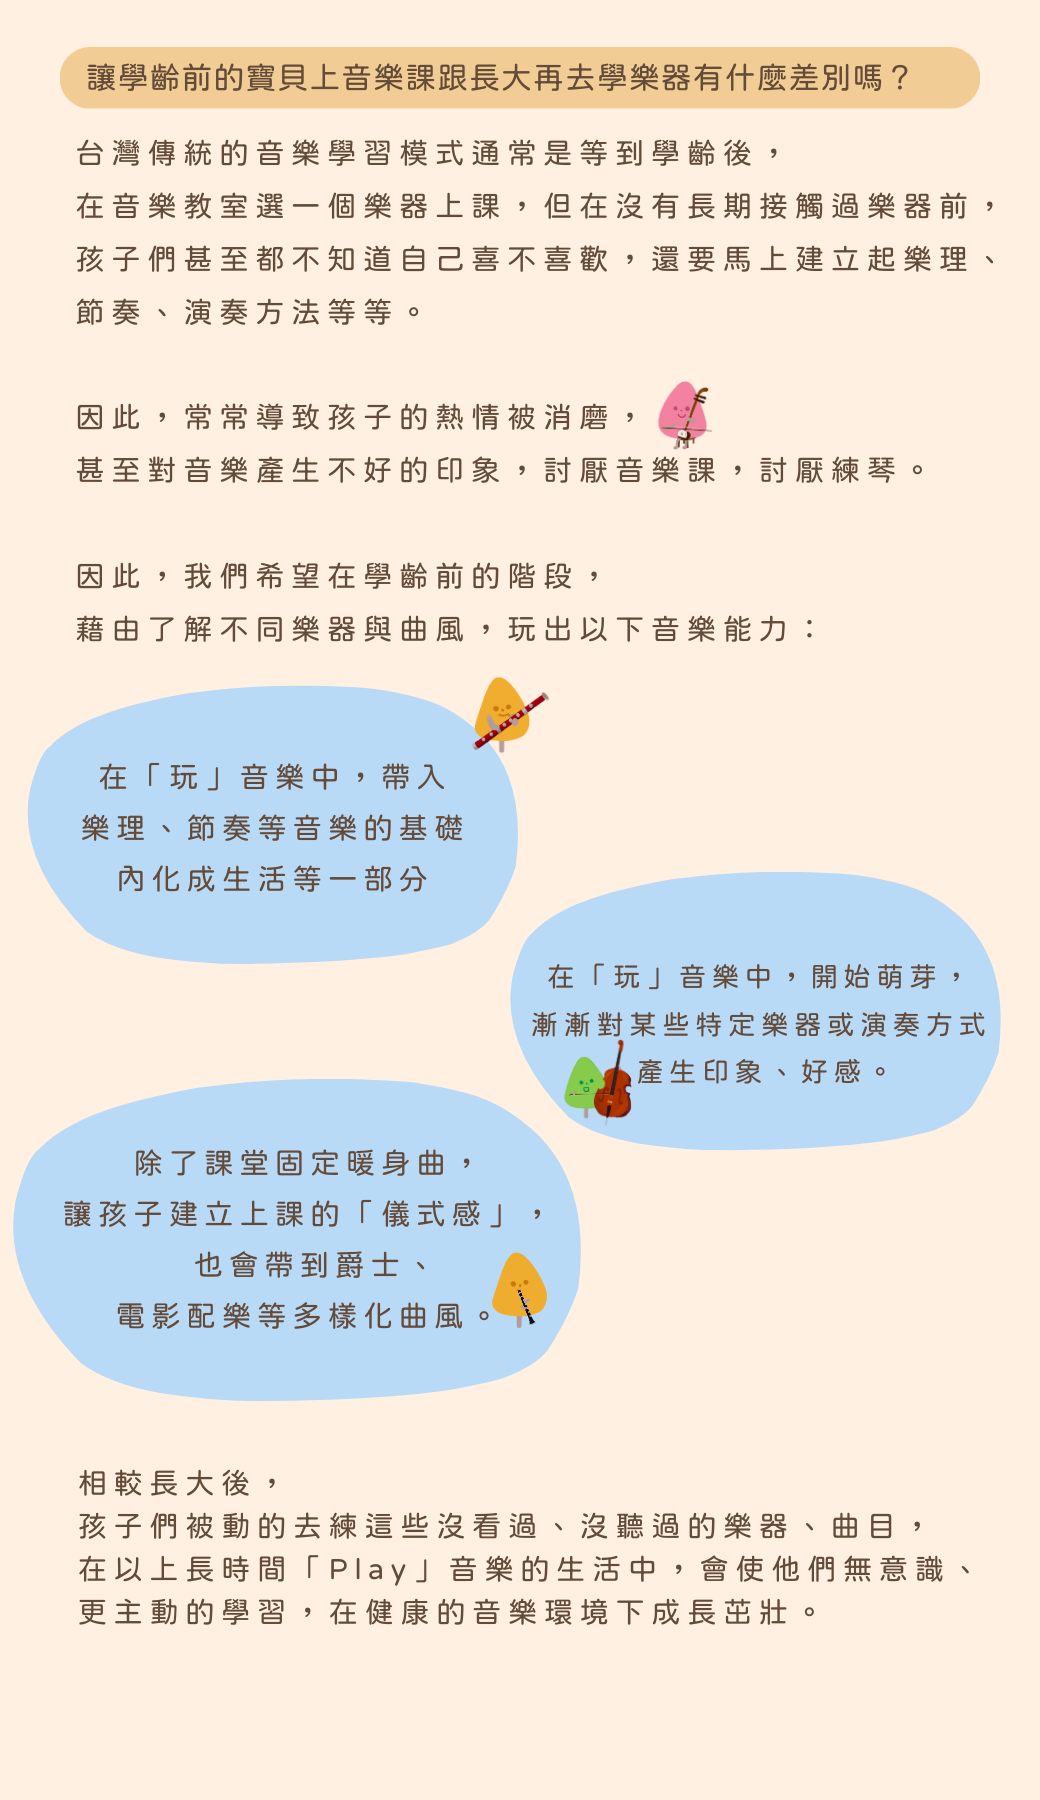 讓學齡前的寶貝上音樂課跟長大再去學樂器有什麼差別嗎？
台灣傳統的音樂學習模式通常是等到學齡後，
在音樂教室選一個樂器上課，但在沒有長期接觸過樂器前，
孩子們甚至都不知道自己喜不喜歡，還要馬上建立起樂理、
節奏、演奏方法等等。
因此，常常導致孩子的熱情被消磨，
甚至對音樂產生不好的印象，討厭音樂課，討厭練琴。
因此，我們希望在學齡前的階段，
藉由了解不同樂器與曲風，玩出以下音樂能力：
在「玩」音樂中，帶入
樂理、節奏等音樂的基礎
內化成生活等一部分
在「玩」音樂中，開始萌芽，
漸漸對某些特定樂器或演奏方式
產生印象、好感。
除了課堂固定暖身曲，
讓孩子建立上課的「儀式感」，
也會帶到爵士、
電影配樂等多樣化曲風。
相較長大後，
孩子們被動的去練這些沒看過、沒聽過的樂器、曲目，
在以上長時間「Play」音樂的生活中，會使他們無意識、
更主動的學習，在健康的音樂環境下成長茁壯。